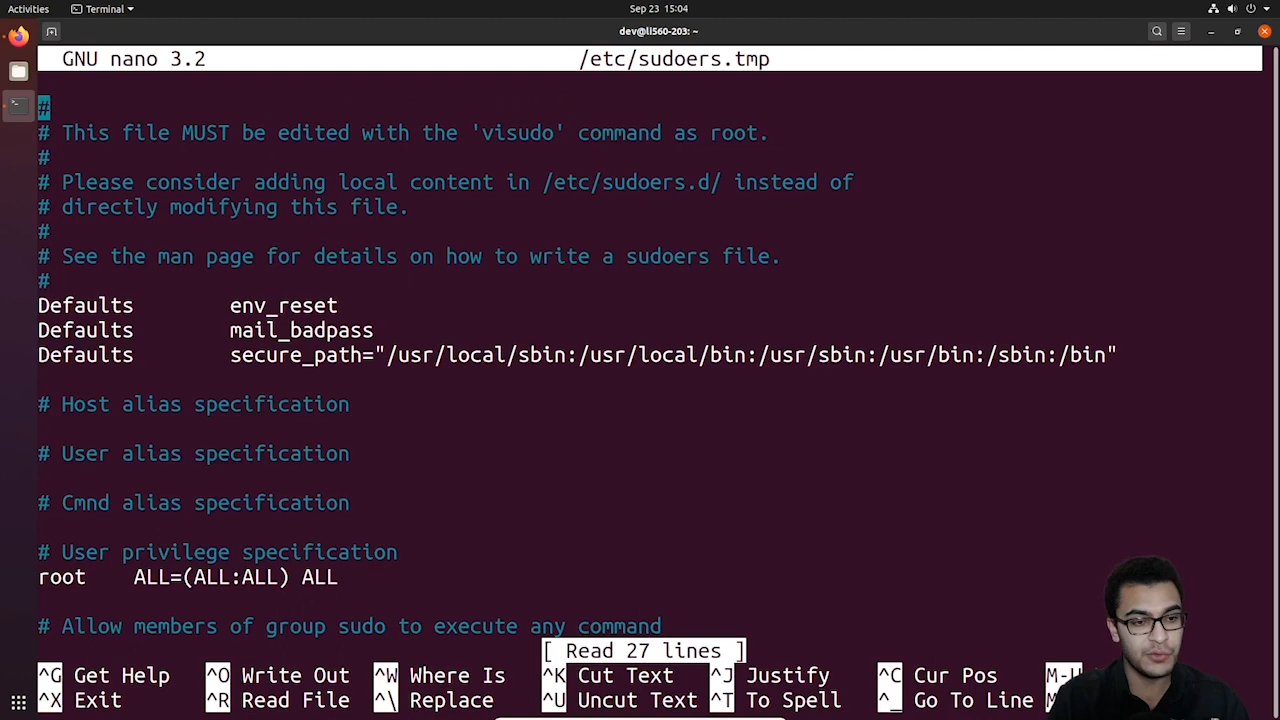 Activities
Terminal
Sep 23 15:04
dev@li560-203: ~
GNU nano 3.2
/etc/sudoers.tmp
#
# This file MUST be edited with the 'visudo' command as root.
#
# Please consider adding local content in /etc/sudoers.d/ instead of
# directly modifying this file.
#
# See the man page for details on how to write a sudoers file.
#
Defaults env_reset
Defaults mail_badpass
Defaults secure_path="/usr/local/sbin:/usr/local/bin:/usr/sbin:/usr/bin:/sbin:/bin"
# Host alias specification
# User alias specification
# Cmnd alias specification
# User privilege specification
root ALL=(ALL:ALL) ALL
# Allow members of group sudo to execute any command
[ Read 27 lines ]
^G Get Help ^O Write Out ^W Where Is ^K Cut Text ^J Justify ^C Cur Pos M-U
^X Exit ^R Read File ^\ Replace ^U Uncut Text ^T To Spell ^_ Go To Line